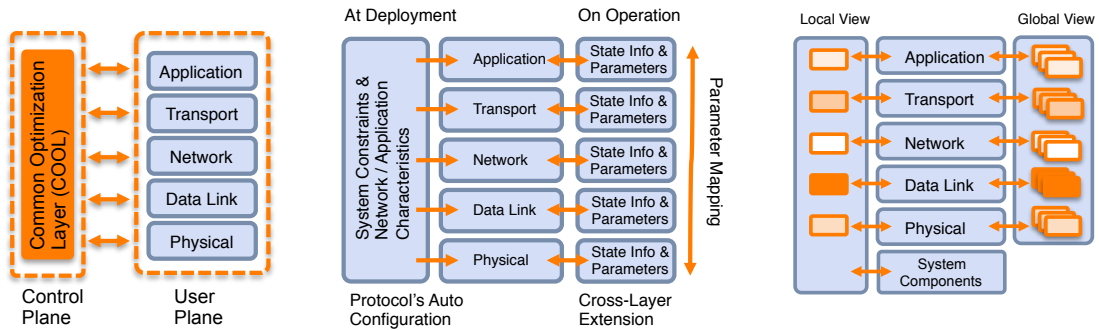 Common Optimization
Layer (COOL)
Application
Transport
Network
Data Link
Physical
Control
Plane
User
Plane
At Deployment
On Operation
System Constraints &
Network / Application
Characteristics
Application
Transport
Network
Data Link
Physical
State Info &
Parameters
State Info &
Parameters
State Info &
Parameters
State Info &
Parameters
State Info &
Parameters
Parameter Mapping
Protocol's Auto
Configuration
Cross-Layer
Extension
Local View
Global View
Application
Transport
Network
Data Link
Physical
System
Components